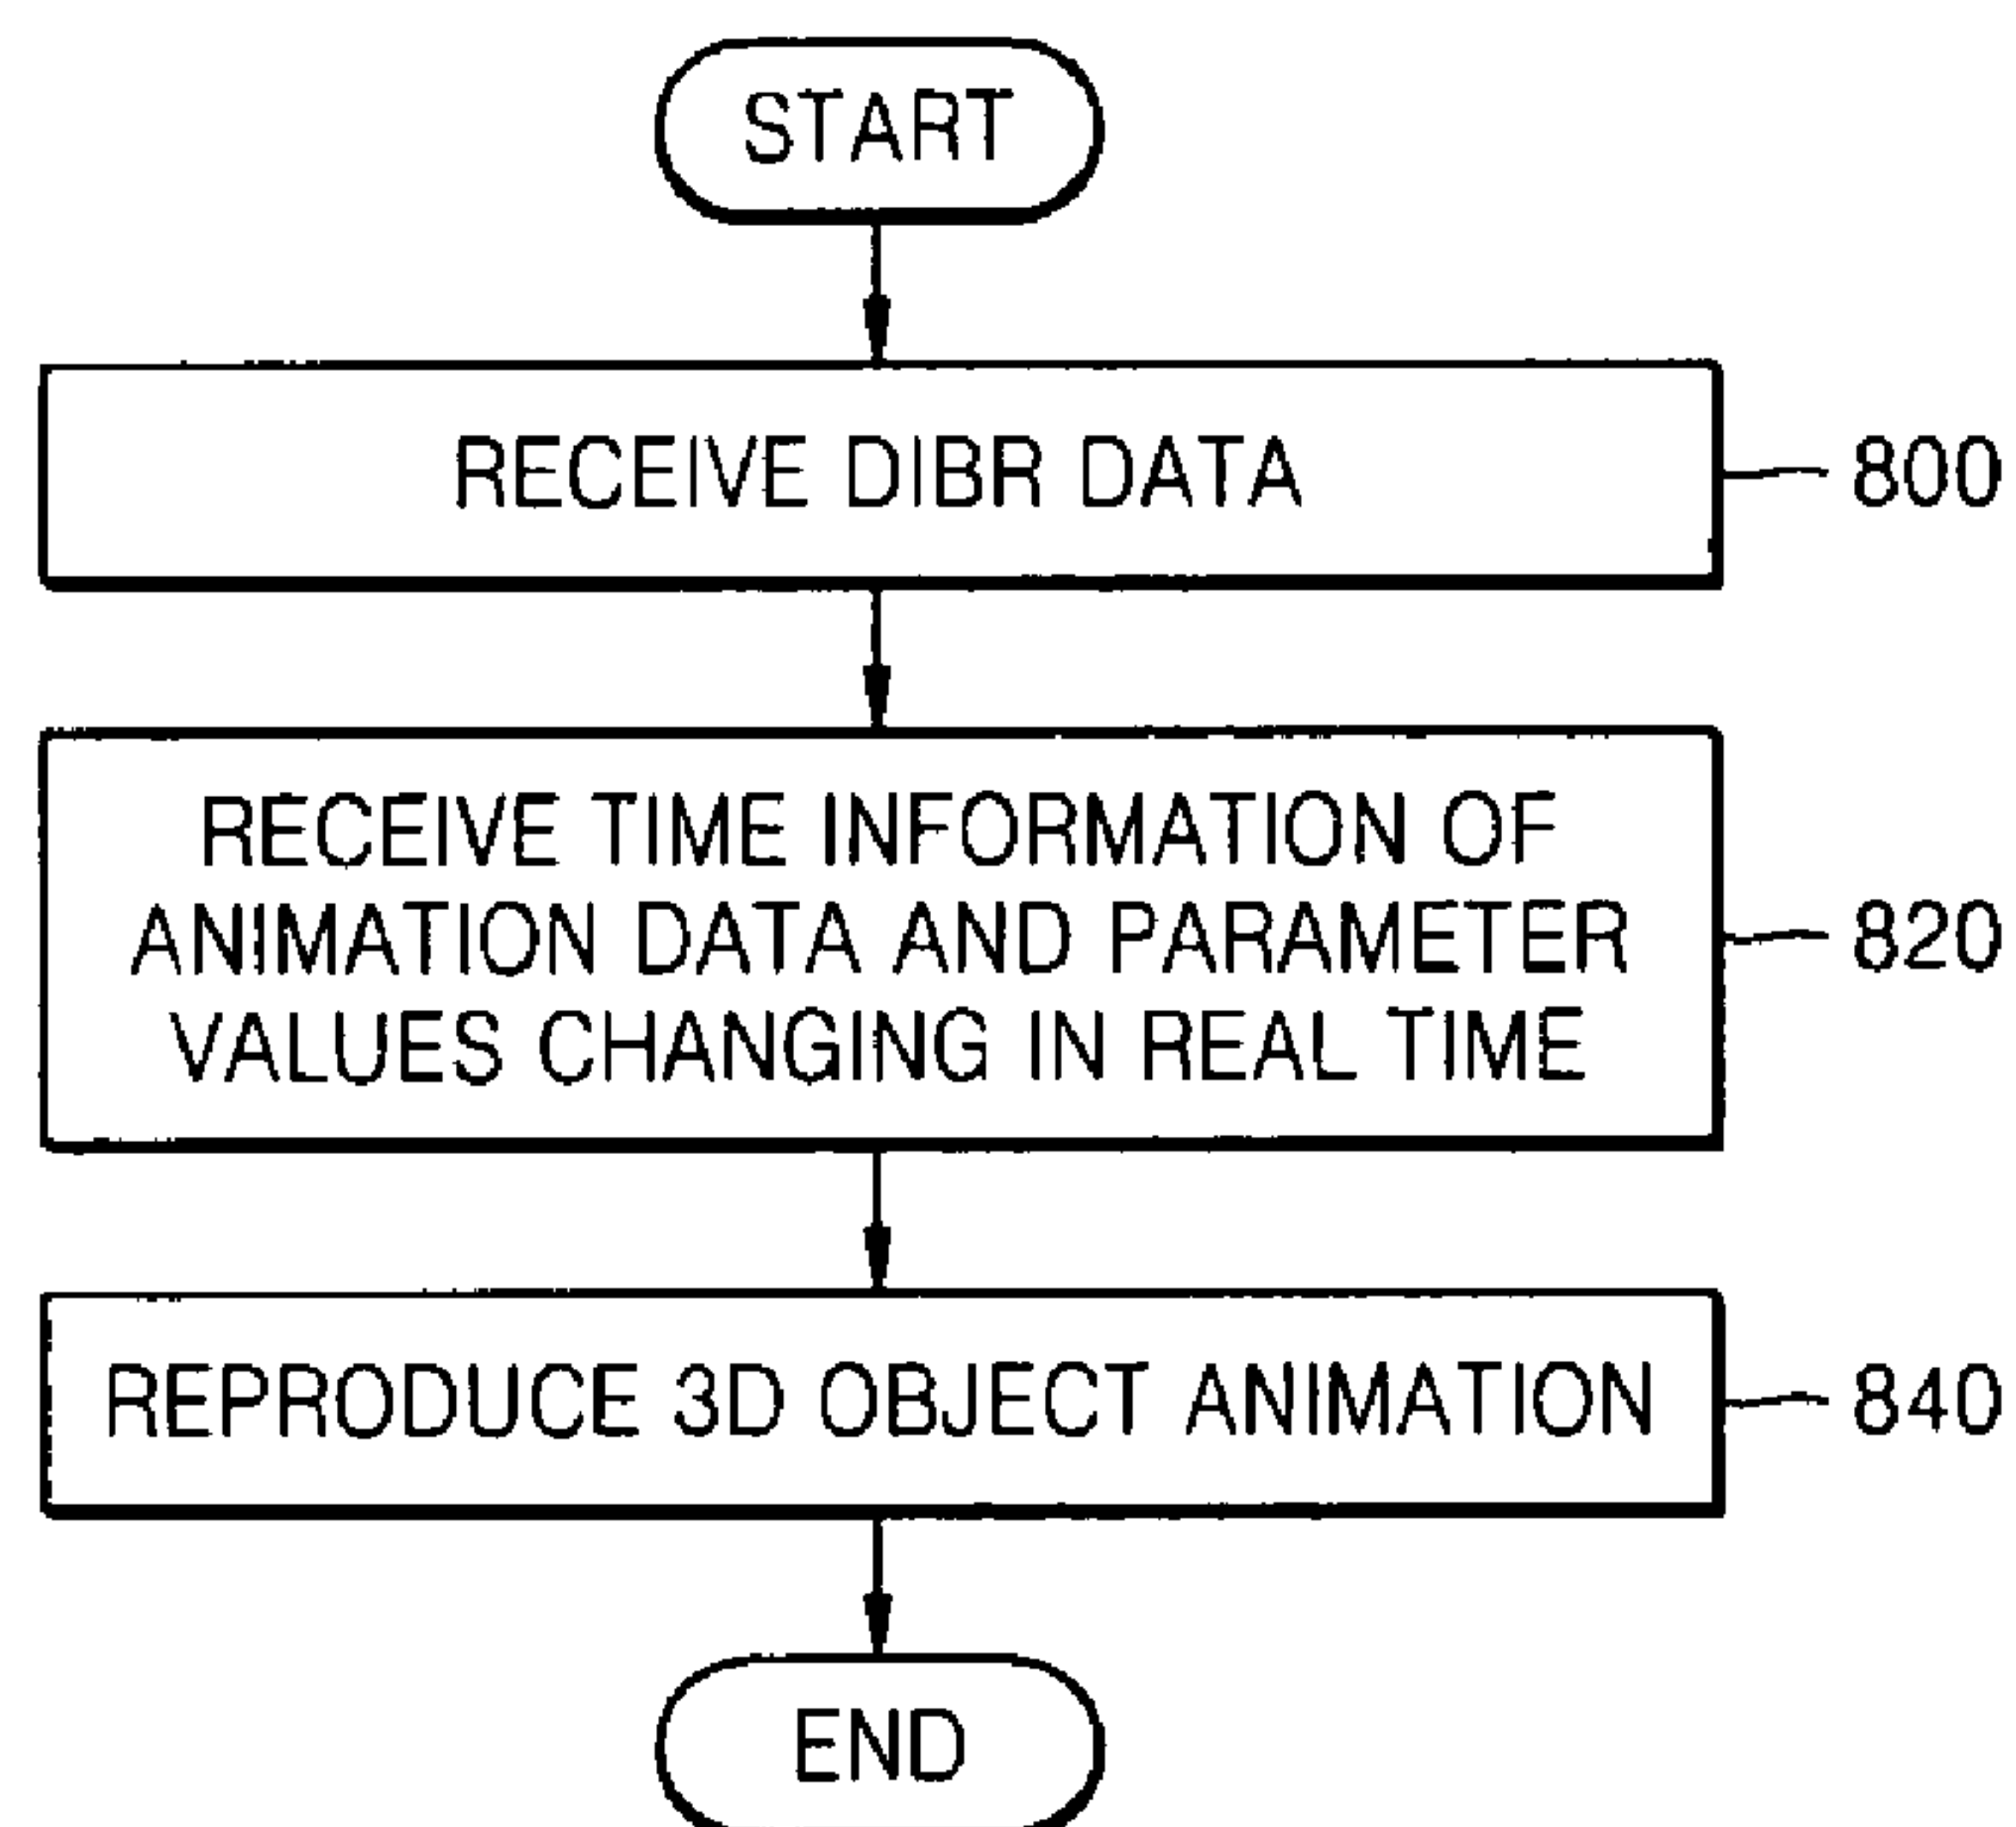 START
RECEIVE DIBR DATA
800
RECEIVE TIME INFORMATION OF
ANIMATION DATA AND PARAMETER
VALUES CHANGING IN REAL TIME
820
REPRODUCE 3D OBJECT ANIMATION
840
END